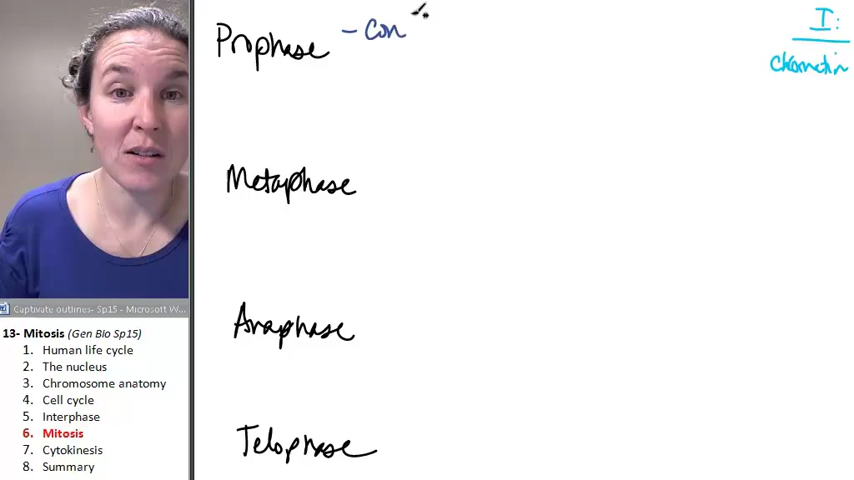 Prophase - Con
I:
chromatin
Metaphase
Anaphase
Telophase
Captivate outlines- Sp15 - Microsoft W...
13- Mitosis (Gen Bio Sp15)
1. Human life cycle
2. The nucleus
3. Chromosome anatomy
4. Cell cycle
5. Interphase
6. Mitosis
7. Cytokinesis
8. Summary